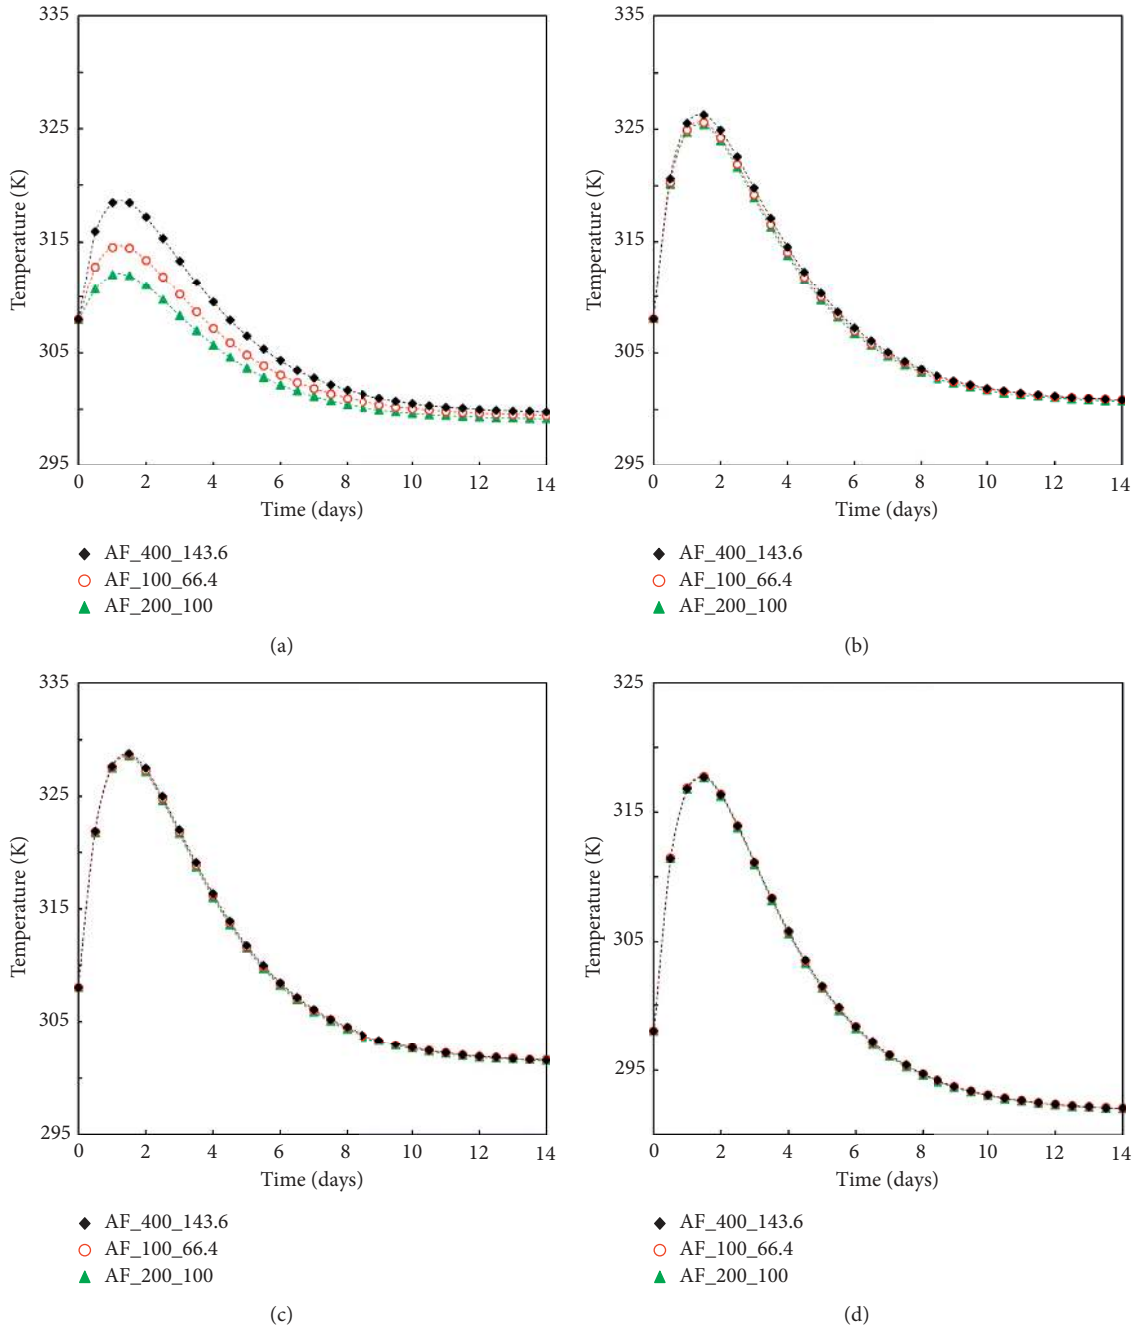 335
325
315
305
295
Temperature (K)
0 2 4 6 8 10 12 14
Time (days)
AF_400_143.6
AF_100_66.4
AF_200_100
(a)
335
325
315
305
295
Temperature (K)
0 2 4 6 8 10 12 14
Time (days)
AF_400_143.6
AF_100_66.4
AF_200_100
(b)
335
325
315
305
295
Temperature (K)
0 2 4 6 8 10 12 14
Time (days)
AF_400_143.6
AF_100_66.4
AF_200_100
(c)
325
315
305
295
Temperature (K)
0 2 4 6 8 10 12 14
Time (days)
AF_400_143.6
AF_100_66.4
AF_200_100
(d)